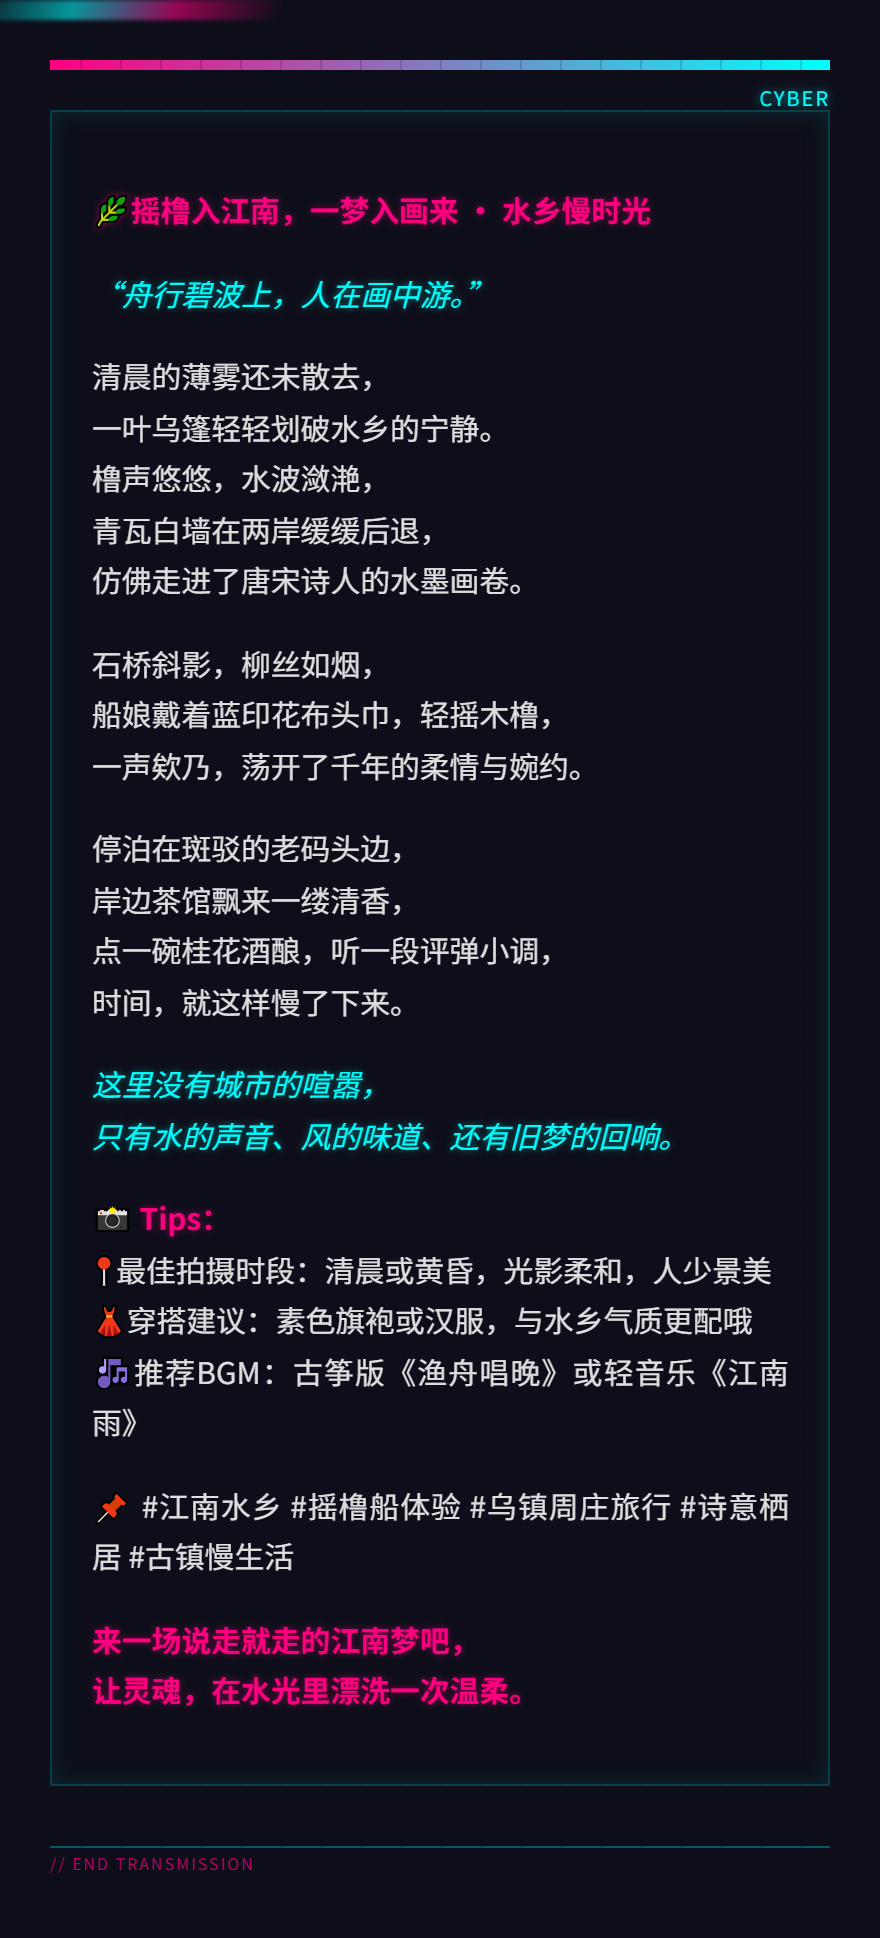 CYBER
🌿摇橹入江南，一梦入画来 · 水乡慢时光
“舟行碧波上，人在画中游。”
清晨的薄雾还未散去，
一叶乌篷轻轻划破水乡的宁静。
橹声悠悠，水波潋滟，
青瓦白墙在两岸缓缓后退，
仿佛走进了唐宋诗人的水墨画卷。
石桥斜影，柳丝如烟，
船娘戴着蓝印花布头巾，轻摇木橹，
一声欸乃，荡开了千年的柔情与婉约。
停泊在斑驳的老码头边，
岸边茶馆飘来一缕清香，
点一碗桂花酒酿，听一段评弹小调，
时间，就这样慢了下来。
这里没有城市的喧嚣，
只有水的声音、风的味道、还有旧梦的回响。
📸 Tips：
📍最佳拍摄时段：清晨或黄昏，光影柔和，人少景美
👗穿搭建议：素色旗袍或汉服，与水乡气质更配哦
🎶推荐BGM：古筝版《渔舟唱晚》或轻音乐《江南
雨》
📌 #江南水乡 #摇橹船体验 #乌镇周庄旅行 #诗意栖
居 #古镇慢生活
来一场说走就走的江南梦吧，
让灵魂，在水光里漂洗一次温柔。
// END TRANSMISSION